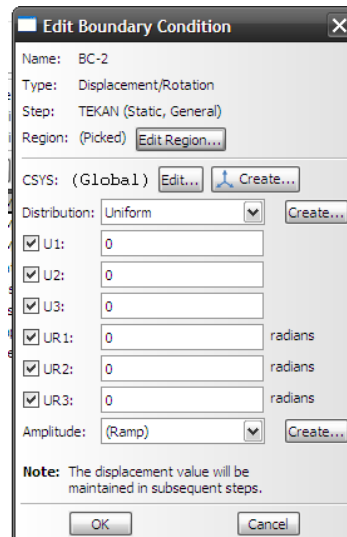 Edit Boundary Condition
Name: BC-2
Type: Displacement/Rotation
Step: TEKAN (Static, General)
Region: (Picked) Edit Region...
CSYS: (Global) Edit... Create...
Distribution: Uniform Create...
U1: 0
U2: 0
U3: 0
UR1: 0 radians
UR2: 0 radians
UR3: 0 radians
Amplitude: (Ramp) Create...
Note: The displacement value will be
maintained in subsequent steps.
OK Cancel